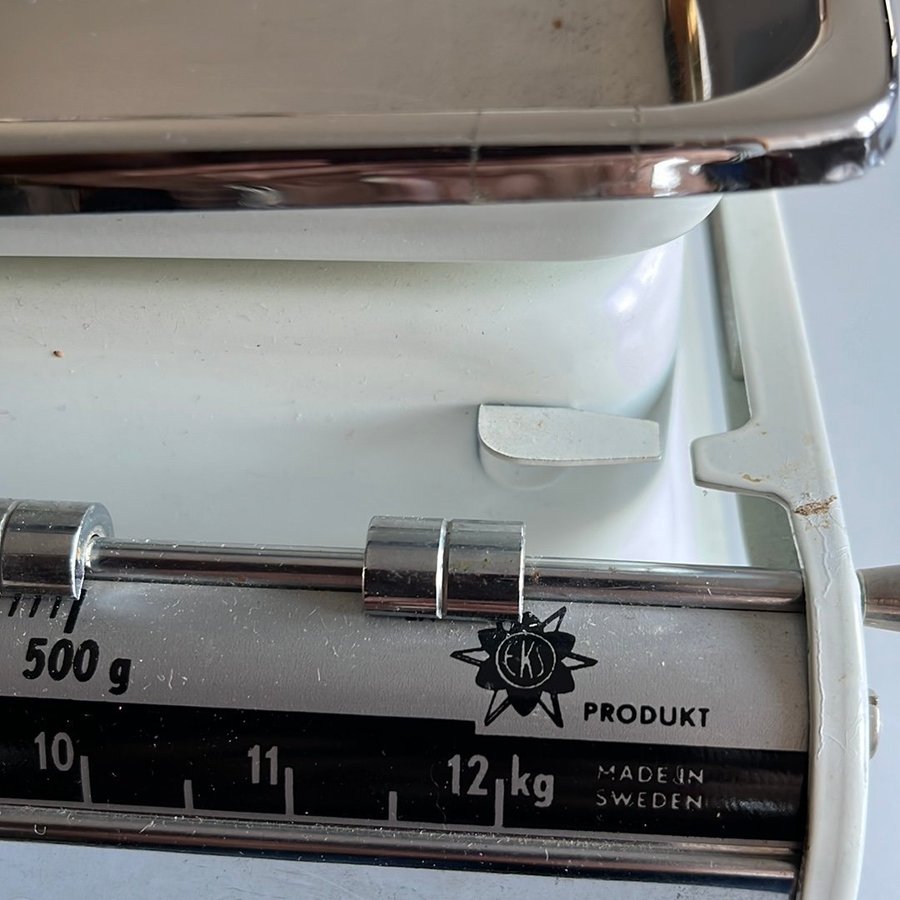 500 g
EKS
PRODUKT
10 11 12 kg
MADE IN
SWEDEN